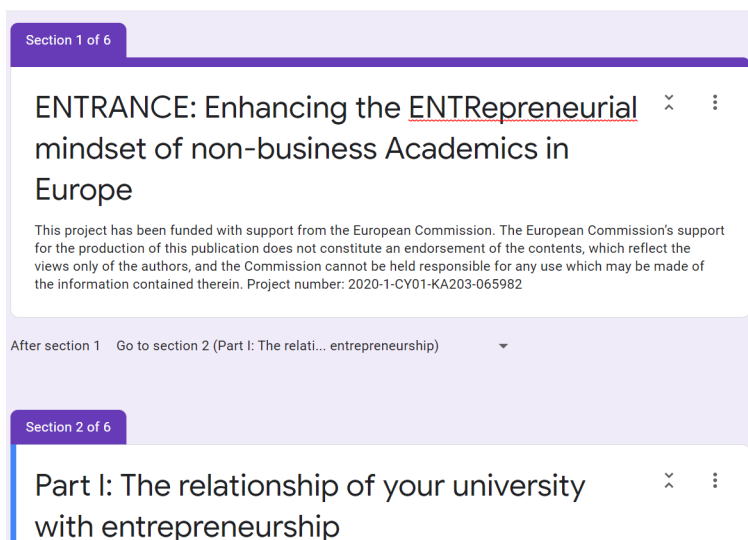 Section 1 of 6
ENTRANCE: Enhancing the ENTRepreneurial
mindset of non-business Academics in
Europe
This project has been funded with support from the European Commission. The European Commission's support
for the production of this publication does not constitute an endorsement of the contents, which reflect the
views only of the authors, and the Commission cannot be held responsible for any use which may be made of
the information contained therein. Project number: 2020-1-CY01-KA203-065982
After section 1 Go to section 2 (Part I: The relati... entrepreneurship)
Section 2 of 6
Part I: The relationship of your university
with entrepreneurship